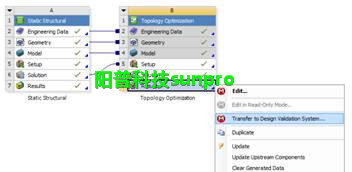 A
B
1 Static Structural
1 Topology Optimization
2 Engineering Data
2 Engineering Data
3 Geometry
3 Geometry
4 Model
4 Model
5 Setup
5 Setup
6 Solution
7 Results
阳普科技sunpro
Static Structural
Topology Optimization
Edit...
Edit in Read-Only Mode...
Transfer to Design Validation System...
Duplicate
Update
Update Upstream Components
Clear Generated Data